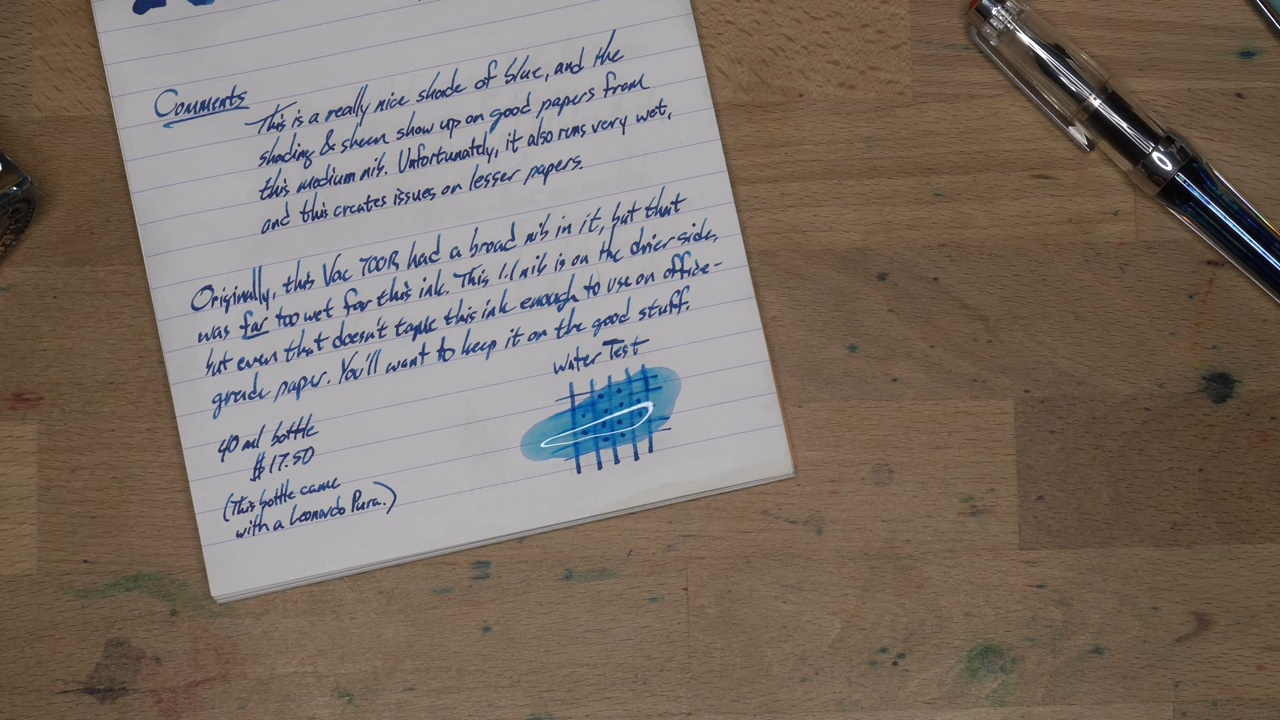 Comments
This is a really nice shade of blue, and the
shading & sheen show up on good papers from
this medium nib. Unfortunately, it also runs very wet,
and this creates issues on lesser papers.
Originally, this Vac 700R had a broad nib in it, but that
was far too wet for this ink. This 1.1 nib is on the drier side,
but even that doesn't tame this ink enough to use on office-
grade paper. You'll want to keep it on the good stuff.
Water Test
40 ml bottle
$17.50
(This bottle came
with a Leonardo Pura.)